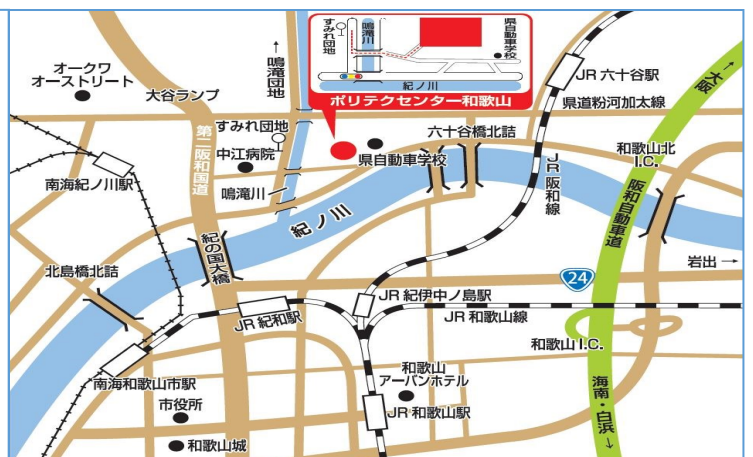 すみれ団地
鳴滝川
県自動車学校
紀ノ川
ポリテクセンター和歌山
オークワ
オーストリート
大谷ランプ
←鳴滝団地
JR 六十谷駅
県道粉河加太線
→大阪
第二阪和国道
すみれ団地
中江病院
県自動車学校
六十谷橋北詰
和歌山北
I.C.
南海紀ノ川駅
鳴滝川
JR阪和線
阪和自動車道
紀ノ川
北島橋北詰
紀の国大橋
岩出→
24
JR 紀和駅
JR 紀伊中ノ島駅
JR 和歌山線
和歌山 I.C.
南海和歌山市駅
和歌山
アーバンホテル
市役所
JR 和歌山駅
海南・白浜→
和歌山城